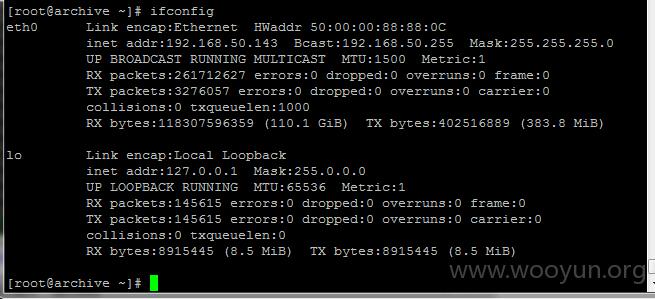 [root@archive ~]# ifconfig
eth0 Link encap:Ethernet HWaddr 50:00:00:88:88:0C
inet addr:192.168.50.143 Bcast:192.168.50.255 Mask:255.255.255.0
UP BROADCAST RUNNING MULTICAST MTU:1500 Metric:1
RX packets:261712627 errors:0 dropped:0 overruns:0 frame:0
TX packets:3276057 errors:0 dropped:0 overruns:0 carrier:0
collisions:0 txqueuelen:1000
RX bytes:118307596359 (110.1 GiB) TX bytes:402516889 (383.8 MiB)
lo Link encap:Local Loopback
inet addr:127.0.0.1 Mask:255.0.0.0
UP LOOPBACK RUNNING MTU:65536 Metric:1
RX packets:145615 errors:0 dropped:0 overruns:0 frame:0
TX packets:145615 errors:0 dropped:0 overruns:0 carrier:0
collisions:0 txqueuelen:0
RX bytes:8915445 (8.5 MiB) TX bytes:8915445 (8.5 MiB)
www.wooyun.org
[root@archive ~]#